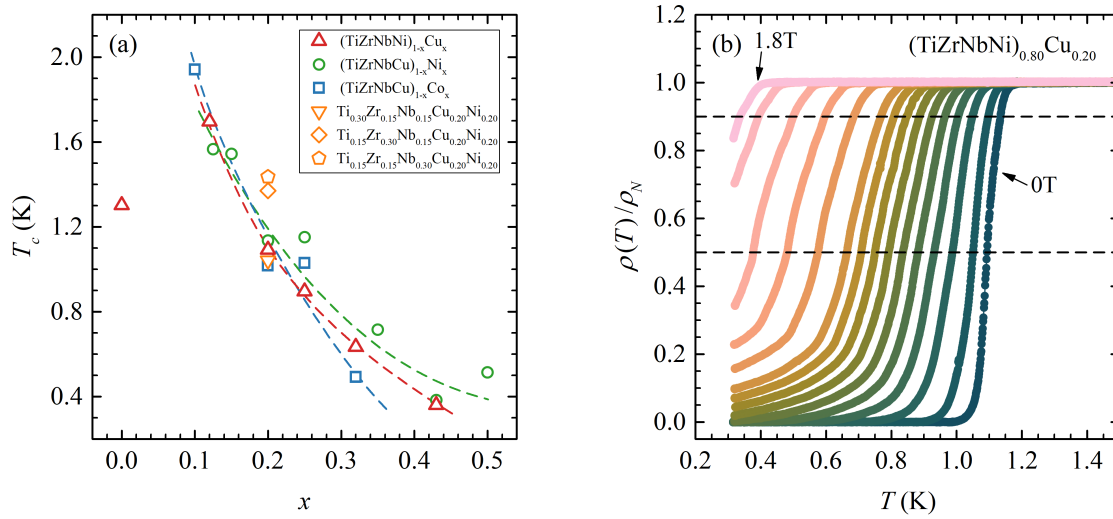 (a)
(TiZrNbNi)₁₋ₓCuₓ
(TiZrNbCu)₁₋ₓNiₓ
(TiZrNbCu)₁₋ₓCoₓ
Ti₀.₃₀Zr₀.₁₅Nb₀.₁₅Cu₀.₂₀Ni₀.₂₀
Ti₀.₁₅Zr₀.₃₀Nb₀.₁₅Cu₀.₂₀Ni₀.₂₀
Ti₀.₁₅Zr₀.₁₅Nb₀.₃₀Cu₀.₂₀Ni₀.₂₀
2.0
1.6
1.2
0.8
0.4
T_c (K)
0.0 0.1 0.2 0.3 0.4 0.5
x
(b)
1.8T
(TiZrNbNi)₀.₈₀Cu₀.₂₀
0T
1.0
0.8
0.6
0.4
0.2
0.0
ρ(T)/ρ_N
0.2 0.4 0.6 0.8 1.0 1.2 1.4
T (K)